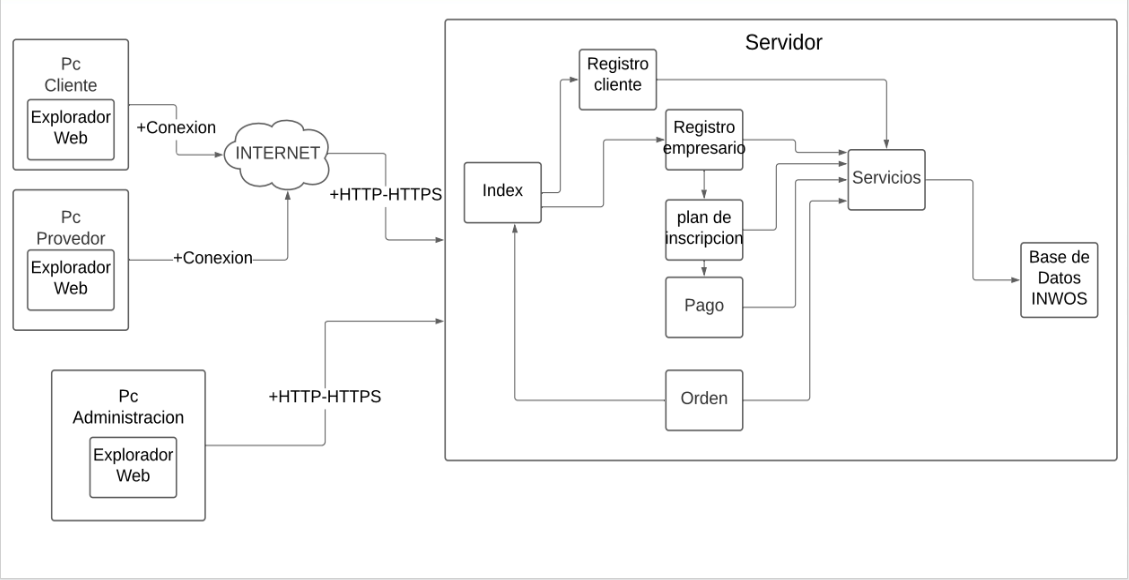 Pc
Cliente
Explorador
Web
+Conexion
INTERNET
Pc
Provedor
Explorador
Web
+Conexion
+HTTP-HTTPS
Pc
Administracion
Explorador
Web
+HTTP-HTTPS
Servidor
Registro
cliente
Registro
empresario
Index
plan de
inscripcion
Pago
Orden
Servicios
Base de
Datos
INWOS